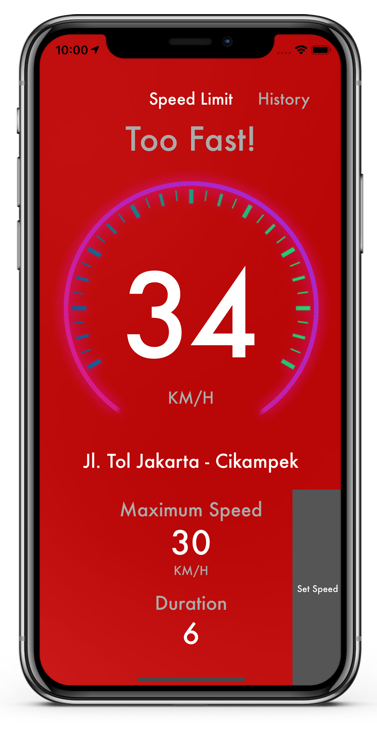 10:00
Speed Limit History
Too Fast!
34
KM/H
Jl. Tol Jakarta - Cikampek
Maximum Speed
30
KM/H
Set Speed
Duration
6